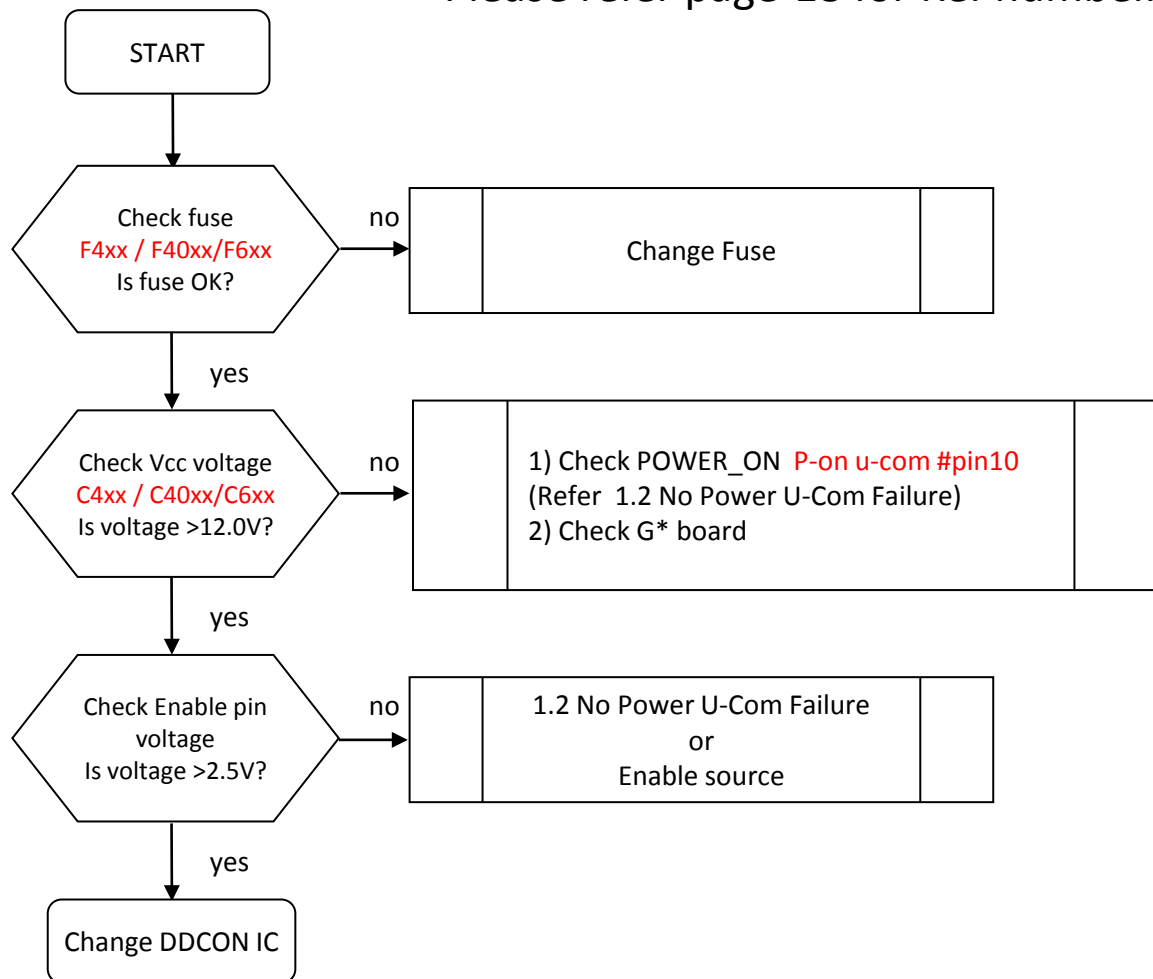 START
Check fuse
F4xx / F40xx/F6xx
Is fuse OK?
no
Change Fuse
yes
Check Vcc voltage
C4xx / C40xx/C6xx
Is voltage >12.0V?
no
1) Check POWER_ON P-on u-com #pin10
(Refer 1.2 No Power U-Com Failure)
2) Check G* board
yes
Check Enable pin
voltage
Is voltage >2.5V?
no
1.2 No Power U-Com Failure
or
Enable source
yes
Change DDCON IC